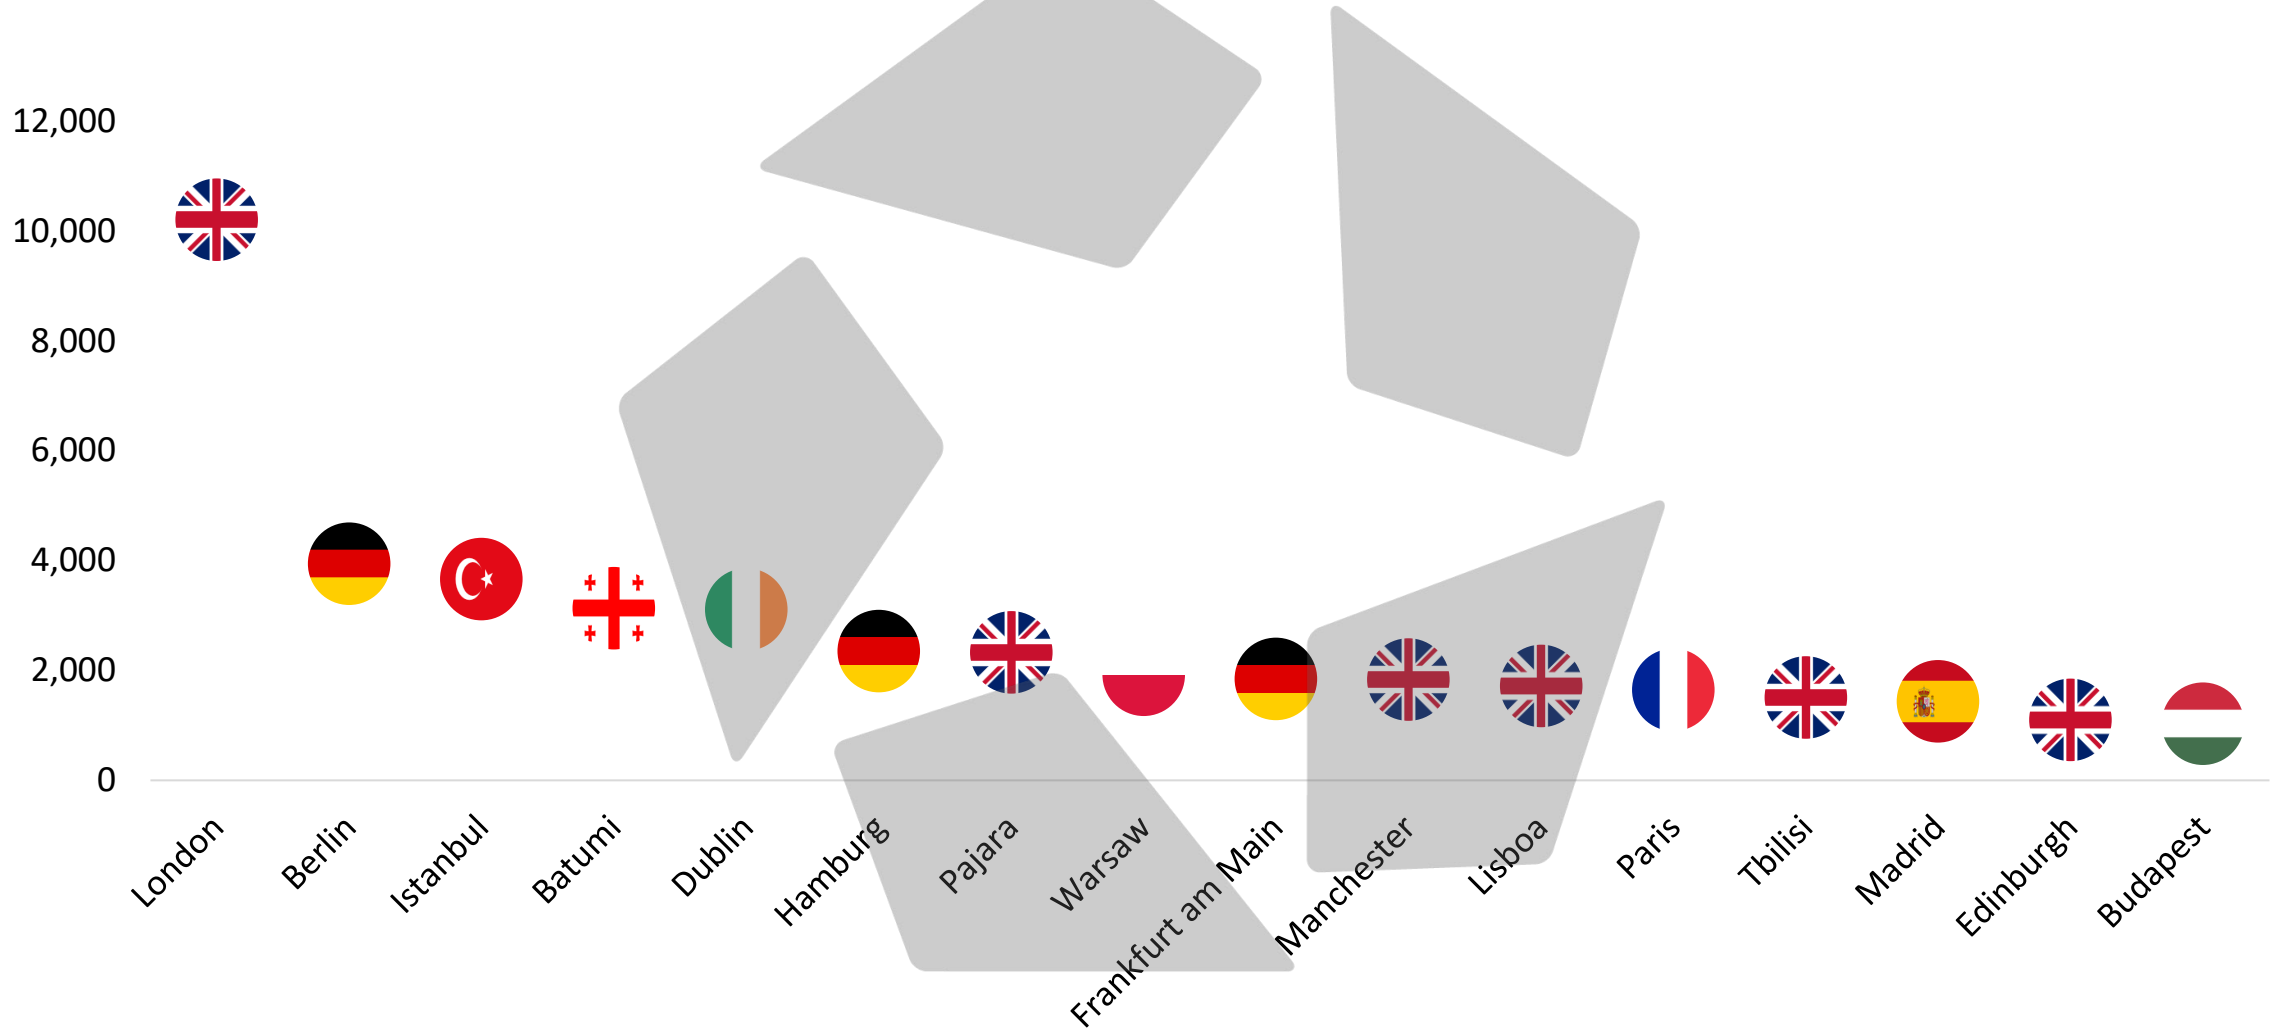 12,000
10,000
8,000
6,000
4,000
2,000
0
London
Berlin
Istanbul
Batumi
Dublin
Hamburg
Pajara
Warsaw
Frankfurt am Main
Manchester
Lisboa
Paris
Tbilisi
Madrid
Edinburgh
Budapest